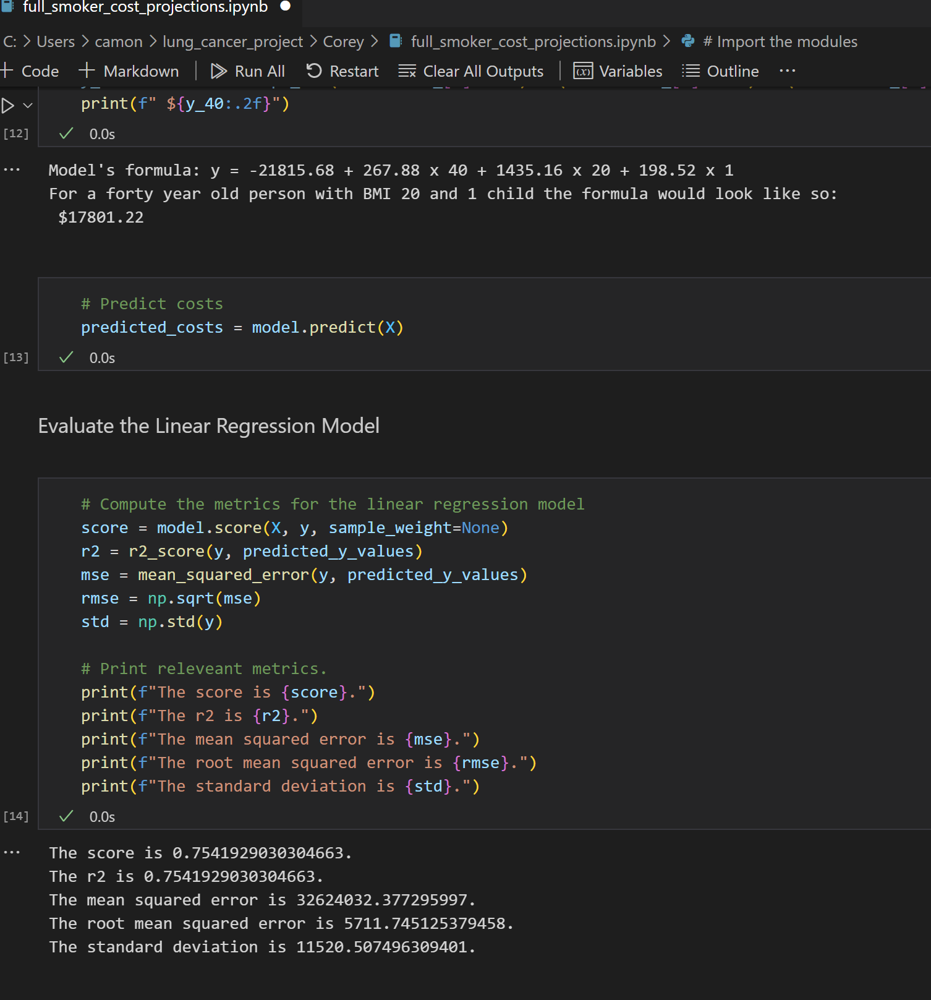 full_smoker_cost_projections.ipynb
C: > Users > camon > lung_cancer_project > Corey > full_smoker_cost_projections.ipynb > # Import the modules
+ Code + Markdown | Run All Restart Clear All Outputs | Variables Outline ...
print(f" ${y_40:.2f}")
[12] 0.0s
Model's formula: y = -21815.68 + 267.88 x 40 + 1435.16 x 20 + 198.52 x 1
For a forty year old person with BMI 20 and 1 child the formula would look like so:
$17801.22
# Predict costs
predicted_costs = model.predict(X)
[13] 0.0s
Evaluate the Linear Regression Model
# Compute the metrics for the linear regression model
score = model.score(X, y, sample_weight=None)
r2 = r2_score(y, predicted_y_values)
mse = mean_squared_error(y, predicted_y_values)
rmse = np.sqrt(mse)
std = np.std(y)
# Print releveant metrics.
print(f"The score is {score}.")
print(f"The r2 is {r2}.")
print(f"The mean squared error is {mse}.")
print(f"The root mean squared error is {rmse}.")
print(f"The standard deviation is {std}.")
[14] 0.0s
The score is 0.7541929030304663.
The r2 is 0.7541929030304663.
The mean squared error is 32624032.377295997.
The root mean squared error is 5711.745125379458.
The standard deviation is 11520.507496309401.